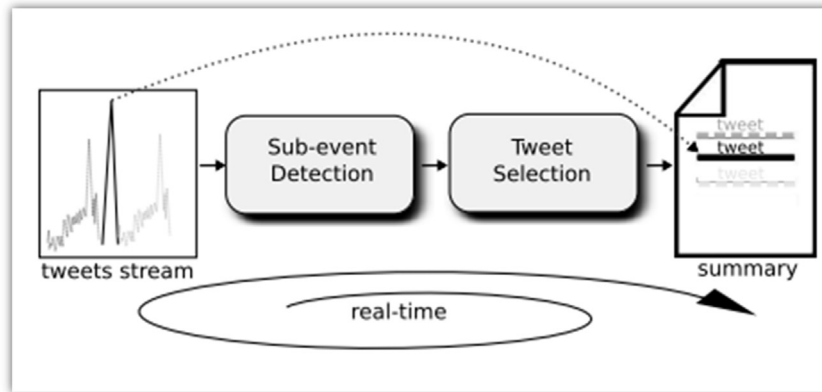 tweets stream
Sub-event
Detection
Tweet
Selection
tweet
tweet
tweet
summary
real-time